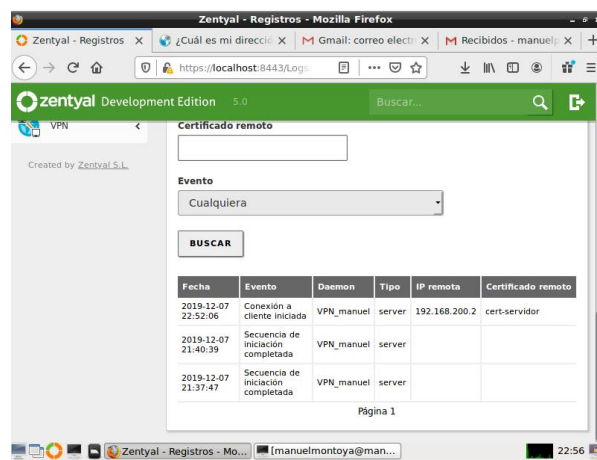 Zentyal - Registros - Mozilla Firefox
Zentyal - Registros
¿Cuál es mi direcció
Gmail: correo electr
Recibidos - manuelp
https://localhost:8443/Logs
zentyal Development Edition 5.0
Buscar...
VPN
Created by Zentyal S.L.
Certificado remoto
Evento
Cualquiera
BUSCAR
Fecha Evento Daemon Tipo IP remota Certificado remoto
2019-12-07 22:52:06 Conexión a cliente iniciada VPN_manuel server 192.168.200.2 cert-servidor
2019-12-07 21:40:39 Secuencia de iniciación completada VPN_manuel server
2019-12-07 21:37:47 Secuencia de iniciación completada VPN_manuel server
Página 1
Zentyal - Registros - Mo...
[manuelmontoya@man...
22:56